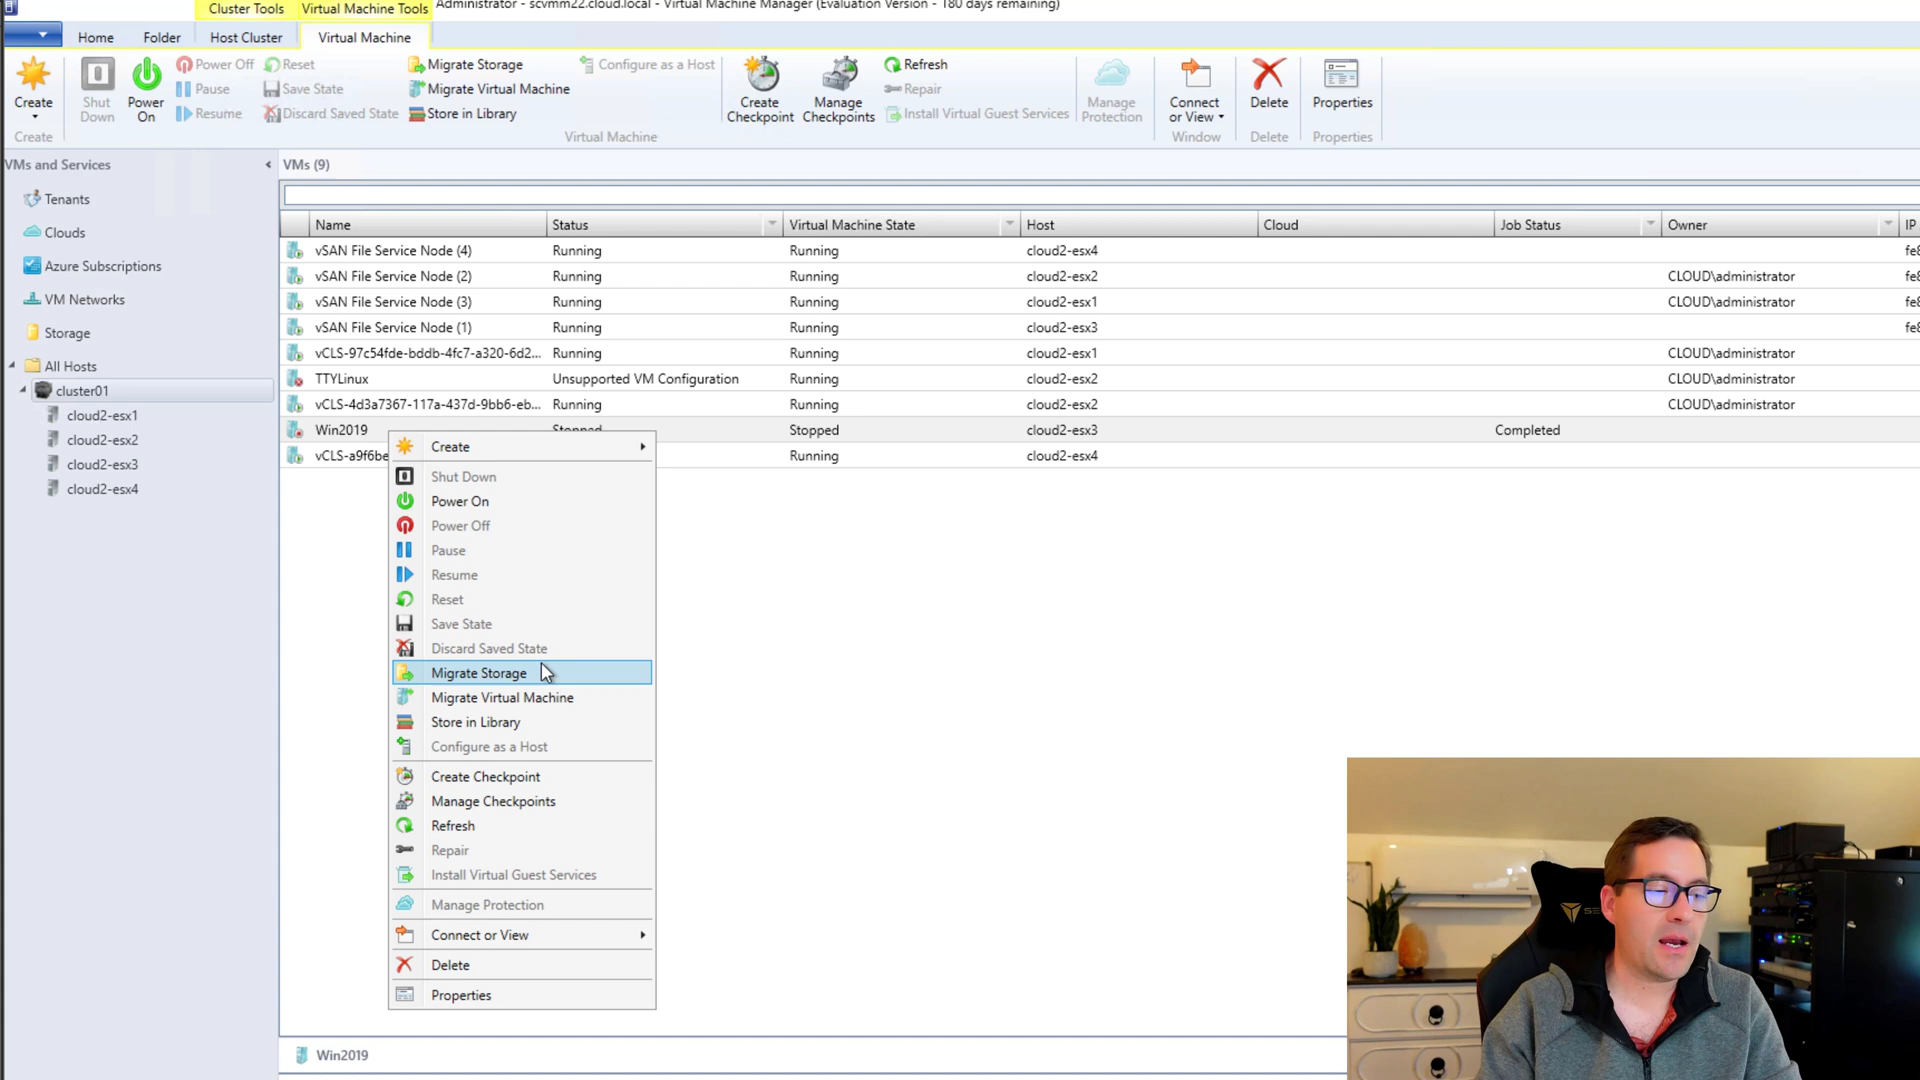 Cluster Tools Virtual Machine Tools Administrator - scvmm22.cloud.local - Virtual Machine Manager (Evaluation Version - 180 days remaining)
Home Folder Host Cluster Virtual Machine
Create
Create
Shut Down
Power On
Power Off
Pause
Resume
Reset
Save State
Discard Saved State
Migrate Storage
Migrate Virtual Machine
Store in Library
Configure as a Host
Virtual Machine
Create Checkpoint
Manage Checkpoints
Refresh
Repair
Install Virtual Guest Services
Manage Protection
Connect or View
Window
Delete
Delete
Properties
Properties
VMs and Services
Tenants
Clouds
Azure Subscriptions
VM Networks
Storage
All Hosts
cluster01
cloud2-esx1
cloud2-esx2
cloud2-esx3
cloud2-esx4
VMs (9)
Name Status Virtual Machine State Host Cloud Job Status Owner IP
vSAN File Service Node (4) Running Running cloud2-esx4 fe8
vSAN File Service Node (2) Running Running cloud2-esx2 CLOUD\administrator fe8
vSAN File Service Node (3) Running Running cloud2-esx1 CLOUD\administrator fe8
vSAN File Service Node (1) Running Running cloud2-esx3 fe8
vCLS-97c54fde-bddb-4fc7-a320-6d2... Running Running cloud2-esx1 CLOUD\administrator
TTYLinux Unsupported VM Configuration Running cloud2-esx2 CLOUD\administrator
vCLS-4d3a7367-117a-437d-9bb6-eb... Running Running cloud2-esx2 CLOUD\administrator
Win2019 Stopped Stopped cloud2-esx3 Completed
vCLS-a9f6be Running cloud2-esx4
Create
Shut Down
Power On
Power Off
Pause
Resume
Reset
Save State
Discard Saved State
Migrate Storage
Migrate Virtual Machine
Store in Library
Configure as a Host
Create Checkpoint
Manage Checkpoints
Refresh
Repair
Install Virtual Guest Services
Manage Protection
Connect or View
Delete
Properties
Win2019